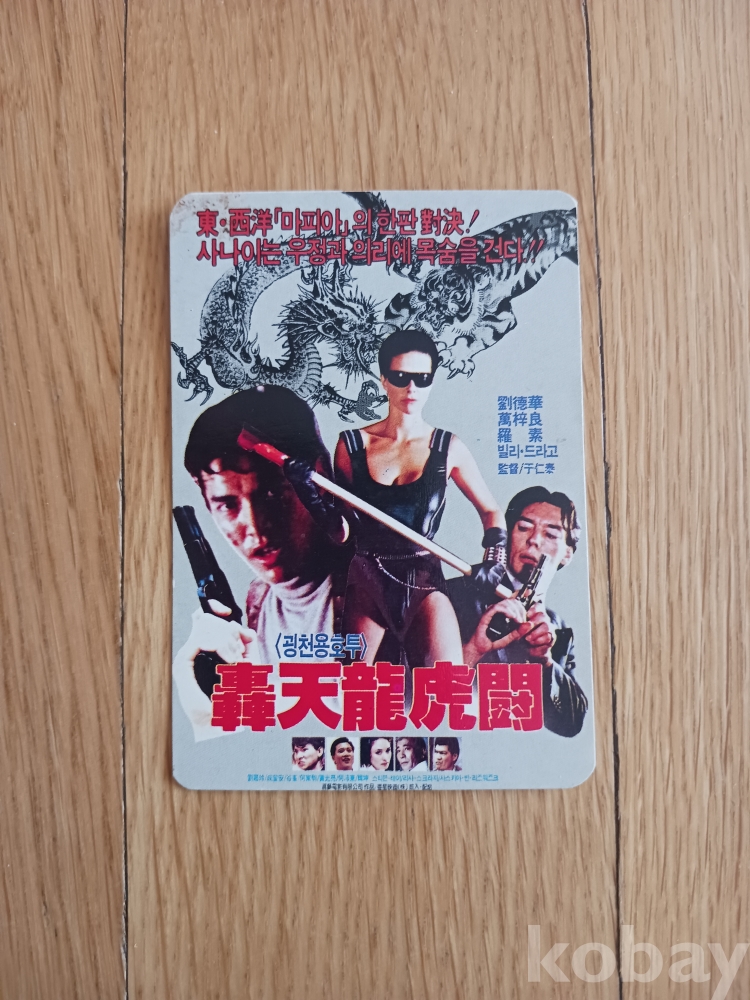 東·西洋「마피아」의 한판 對決!
사나이는 우정과 의리에 목숨을 건다!!
劉德華
萬梓良
羅素
빌리·드라고
監督/于仁泰
〈굉천용호투〉
轟天龍虎鬪
kobay